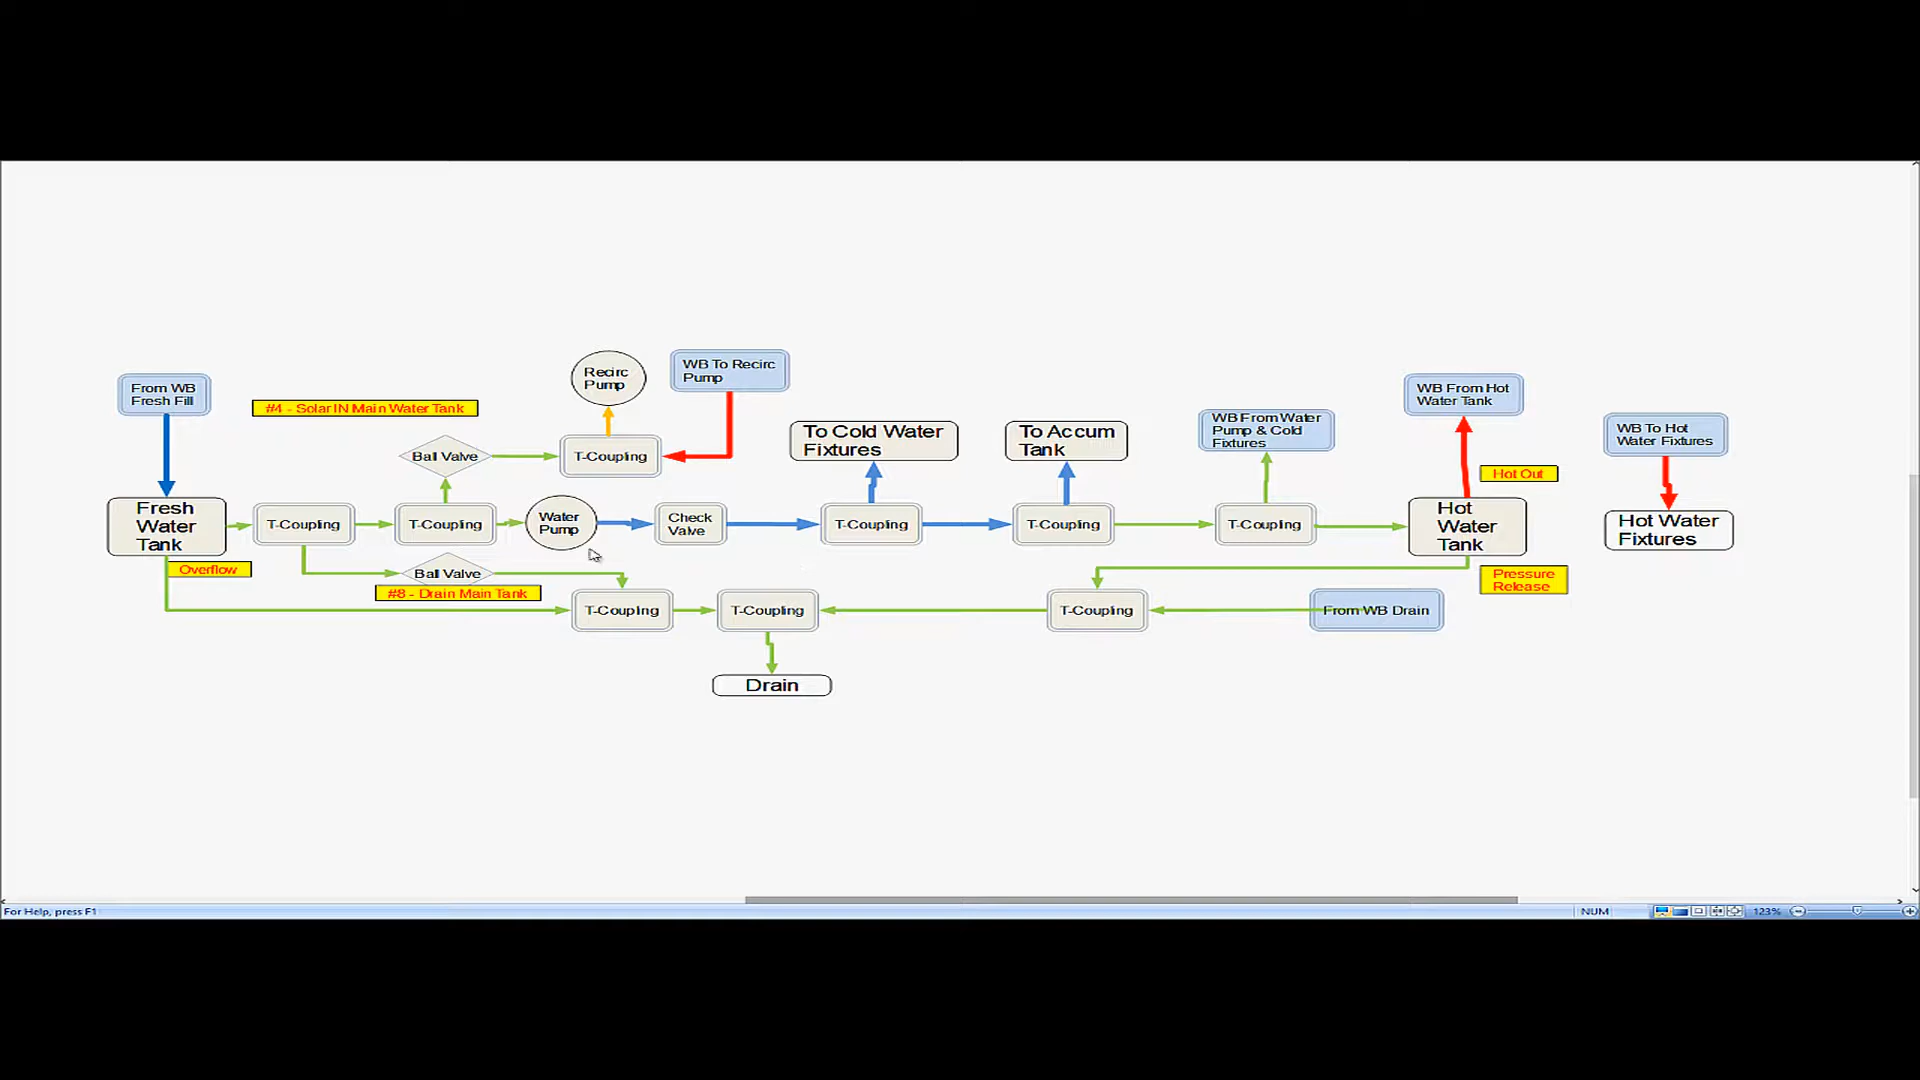 Recirc
Pump
WB To Recirc
Pump
From WB
Fresh Fill
WB From Hot
Water Tank
#4 - Solar IN Main Water Tank
WB From Water
Pump & Cold
Fixtures
WB To Hot
Water Fixtures
To Cold Water
Fixtures
To Accum
Tank
Ball Valve
T-Coupling
Hot Out
Fresh
Water
Tank
T-Coupling
T-Coupling
Water
Pump
Check
Valve
T-Coupling
T-Coupling
T-Coupling
Hot
Water
Tank
Hot Water
Fixtures
Overflow
Ball Valve
#8 - Drain Main Tank
Pressure
Release
T-Coupling
T-Coupling
T-Coupling
From WB Drain
Drain
For Help, press F1
NUM
123%